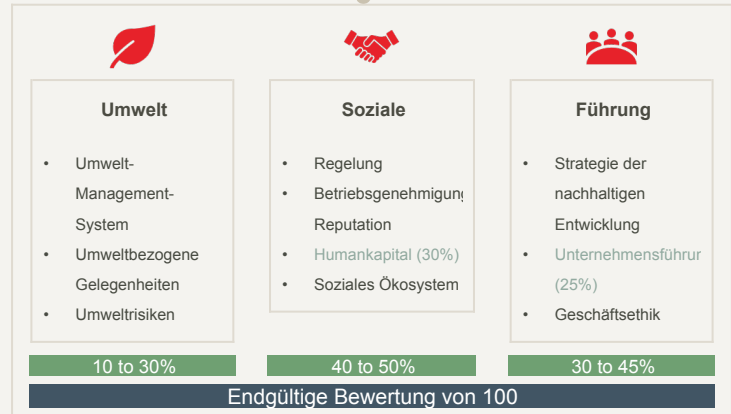 Umwelt
• Umwelt-
Management-
System
• Umweltbezogene
Gelegenheiten
• Umweltrisiken
10 to 30%
Soziale
• Regelung
• Betriebsgenehmigung
Reputation
• Humankapital (30%)
• Soziales Ökosystem
40 to 50%
Führung
• Strategie der
nachhaltigen
Entwicklung
• Unternehmensführur
(25%)
• Geschäftsethik
30 to 45%
Endgültige Bewertung von 100